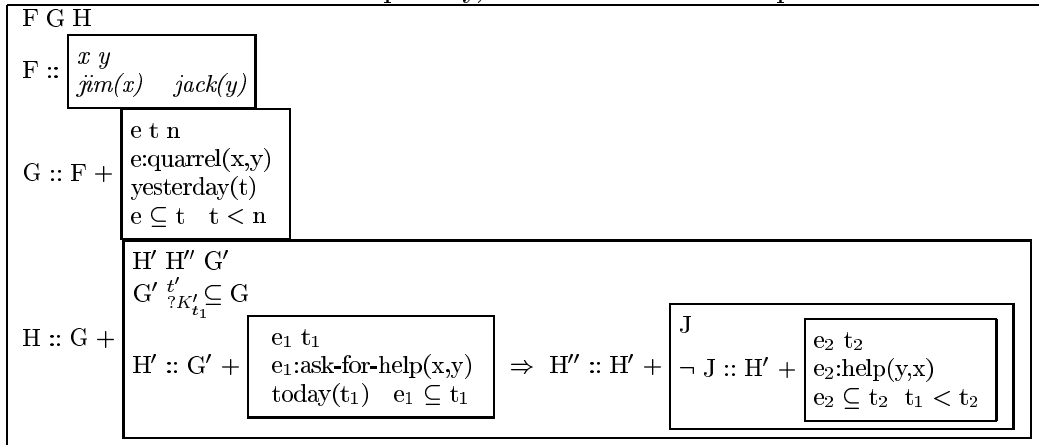 F G H
F :: x y
jim(x) jack(y)
G :: F + e t n
e:quarrel(x,y)
yesterday(t)
e ⊆ t t < n
H :: G + H′ H″ G′
G′ t′ ?K′t₁ ⊆ G
H′ :: G′ + e₁ t₁
e₁:ask-for-help(x,y)
today(t₁) e₁ ⊆ t₁
⇒ H″ :: H′ + J
¬ J :: H′ + e₂ t₂
e₂:help(y,x)
e₂ ⊆ t₂ t₁ < t₂